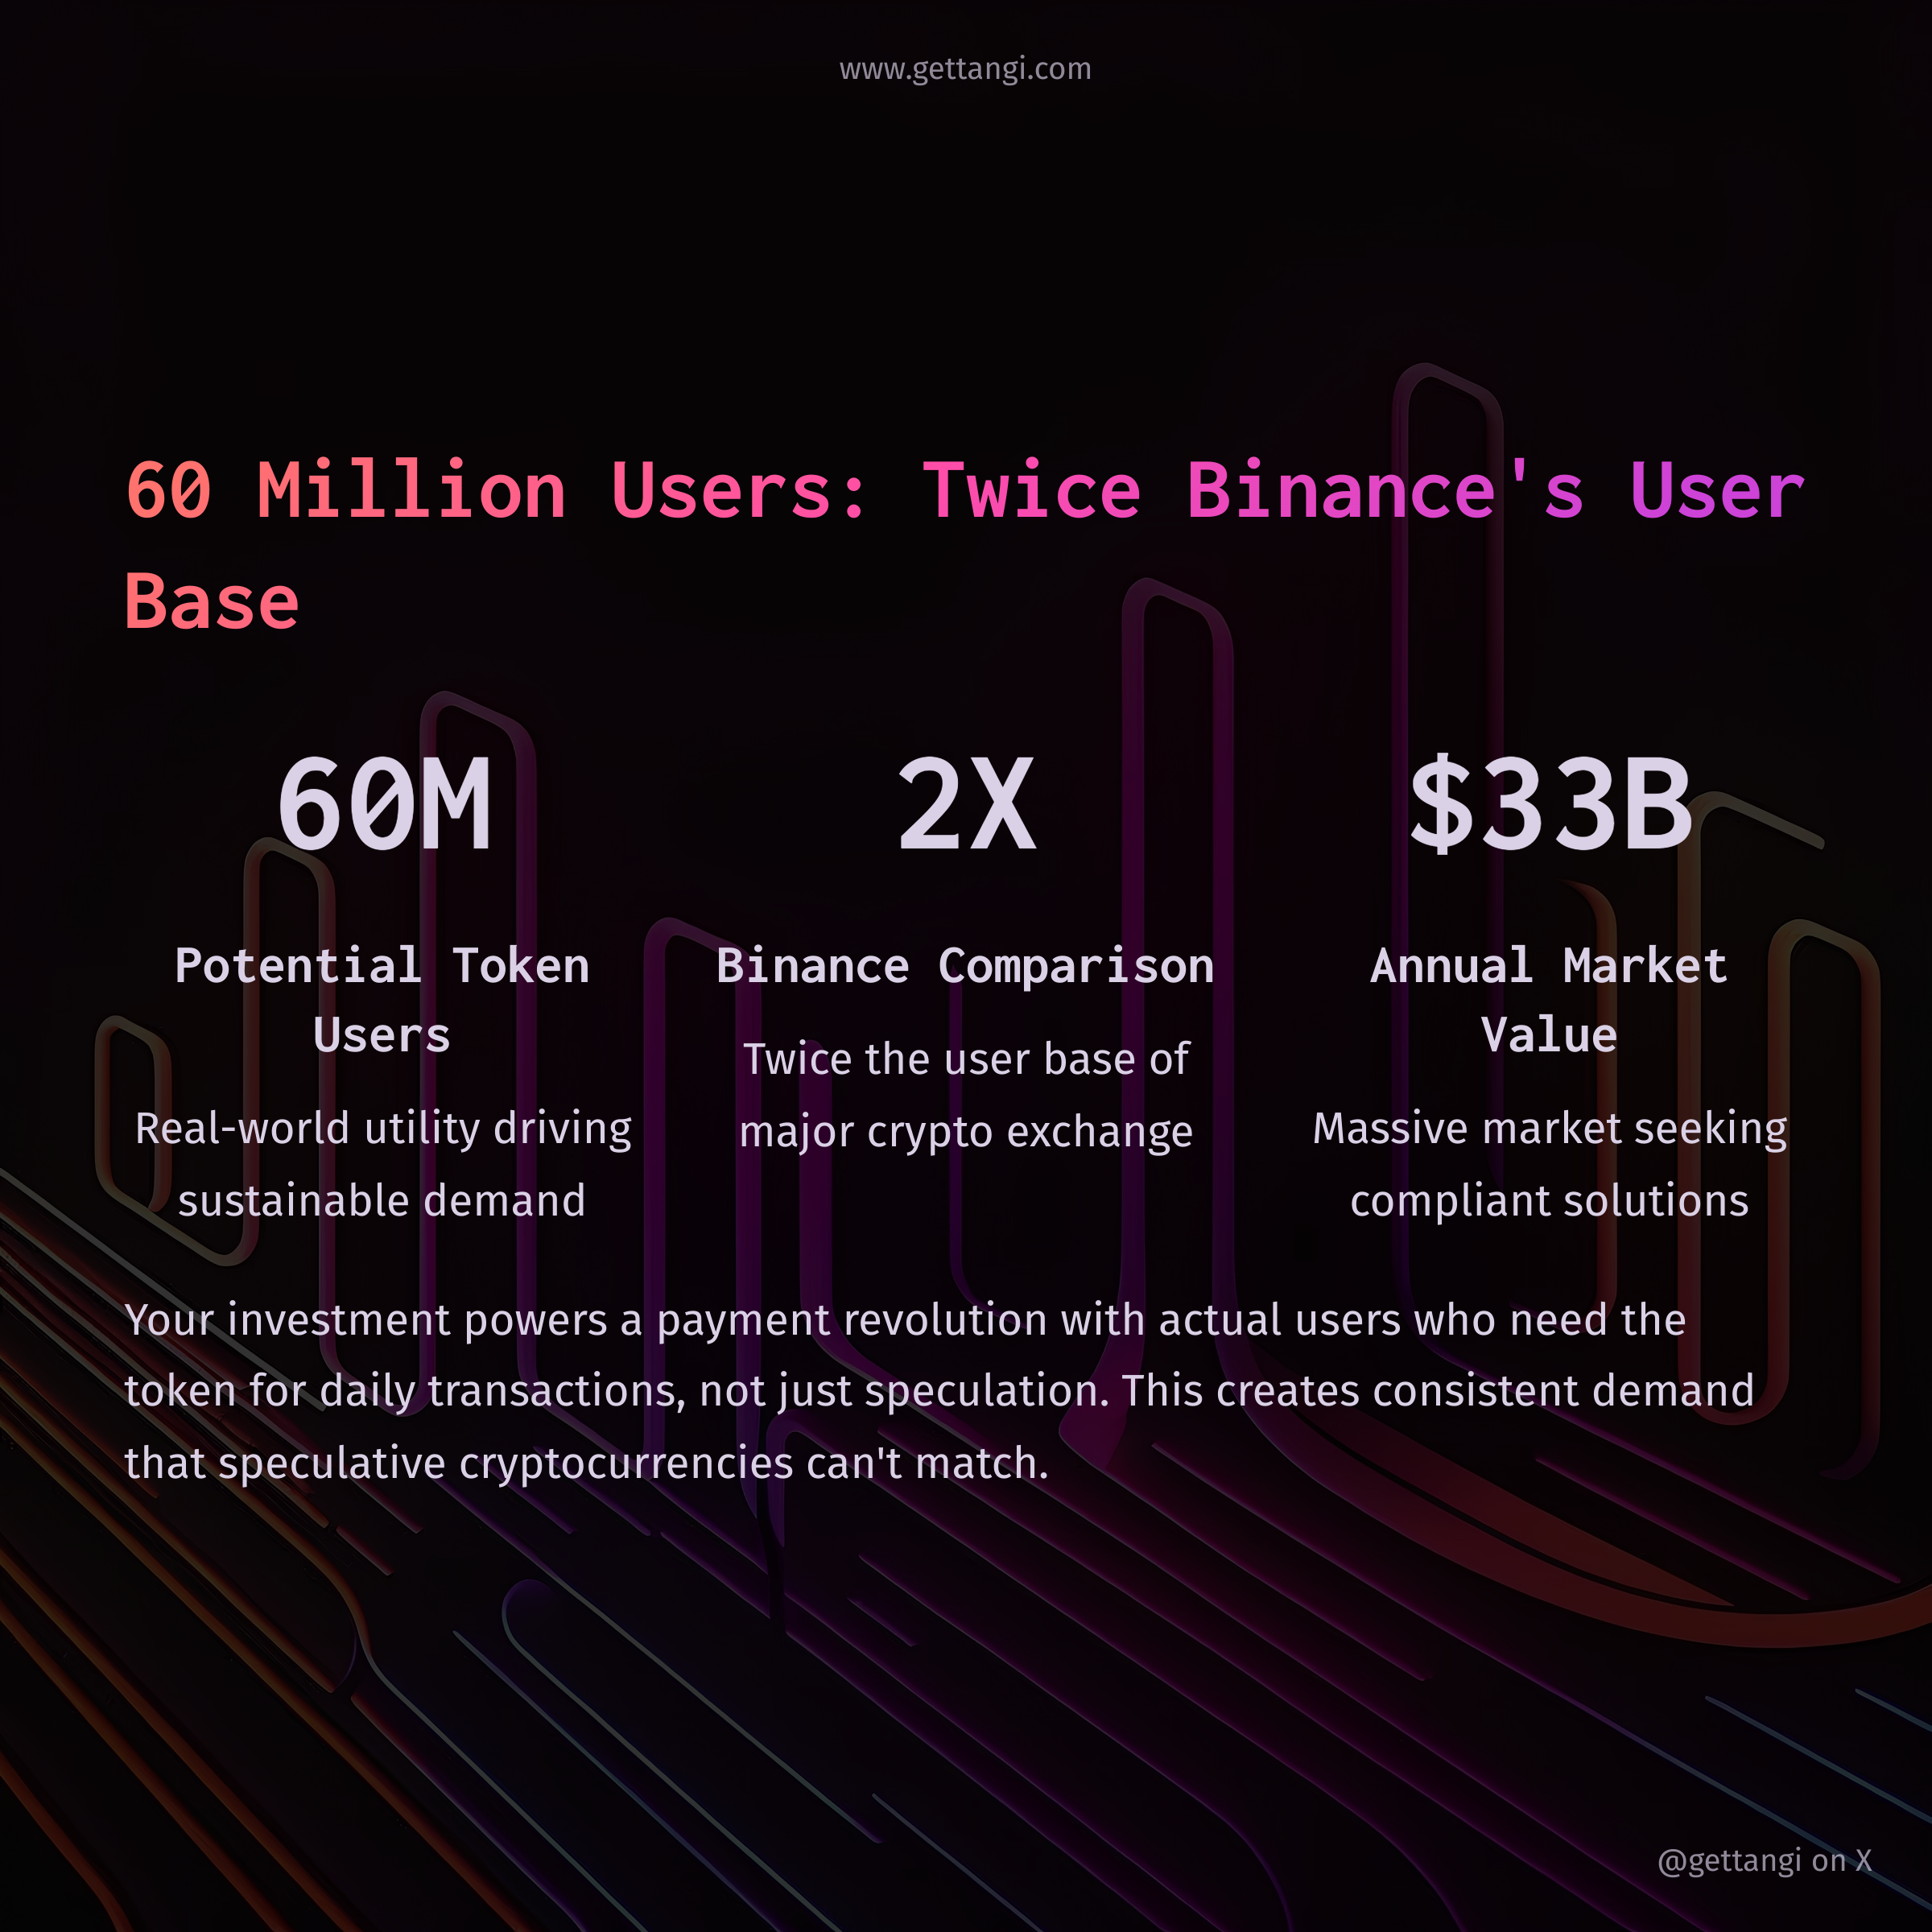 www.gettangi.com
60 Million Users: Twice Binance's User
Base
60M
Potential Token
Users
Real-world utility driving
sustainable demand
2X
Binance Comparison
Twice the user base of
major crypto exchange
$33B
Annual Market
Value
Massive market seeking
compliant solutions
Your investment powers a payment revolution with actual users who need the
token for daily transactions, not just speculation. This creates consistent demand
that speculative cryptocurrencies can't match.
@gettangi on X